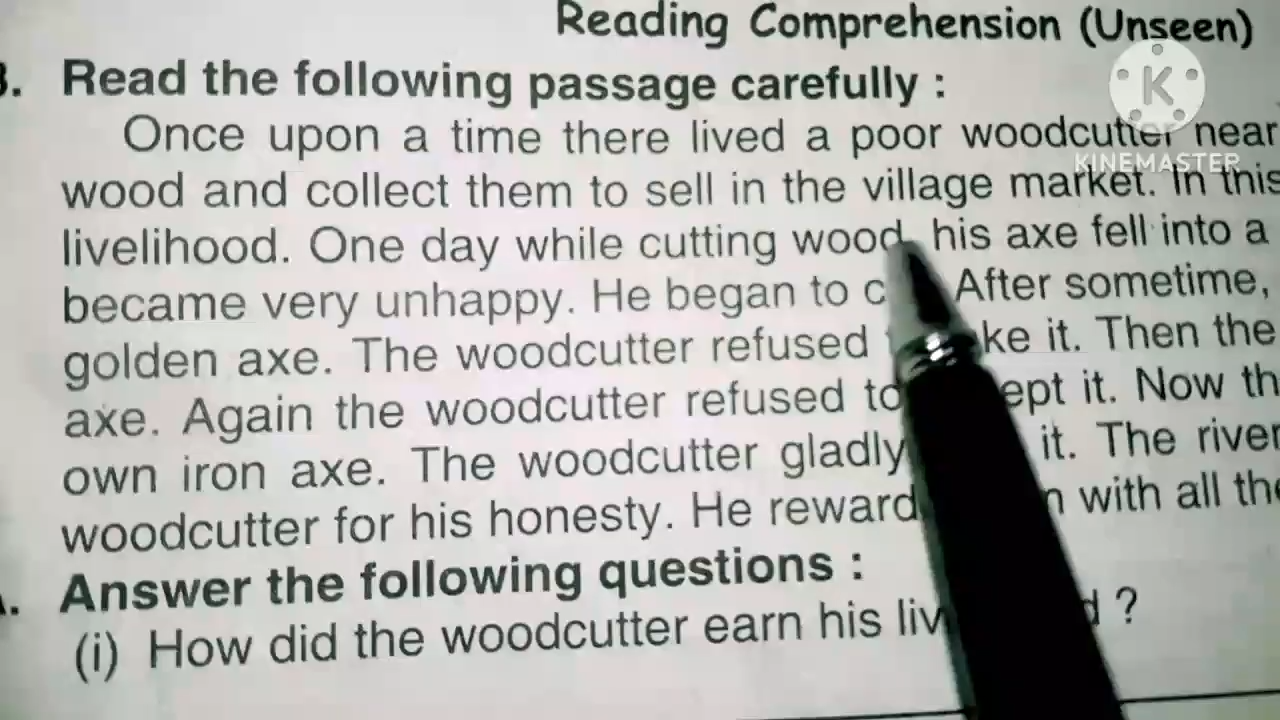 Reading Comprehension (Unseen)
3. Read the following passage carefully :
K
KINEMASTER
Once upon a time there lived a poor woodcutter near
wood and collect them to sell in the village market. In this
livelihood. One day while cutting wood, his axe fell into a
became very unhappy. He began to c After sometime,
golden axe. The woodcutter refused ke it. Then the
axe. Again the woodcutter refused to ept it. Now th
own iron axe. The woodcutter gladly it. The river
woodcutter for his honesty. He reward with all the
Answer the following questions :
(i) How did the woodcutter earn his liv d ?